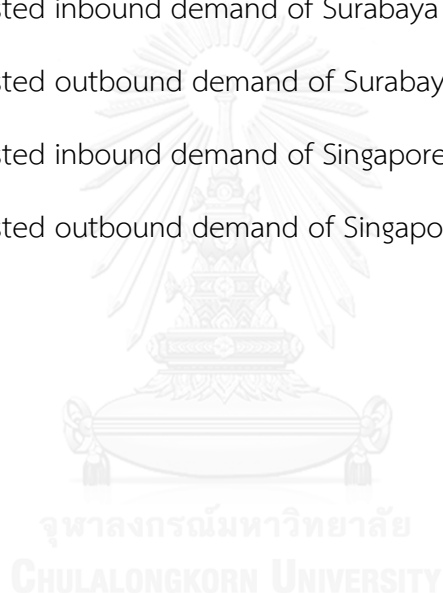 sted inbound demand of Surabaya
sted outbound demand of Surabay
sted inbound demand of Singapore
sted outbound demand of Singapo
จุฬาลงกรณ์มหาวิทยาลัย
CHULALONGKORN UNIVERSITY